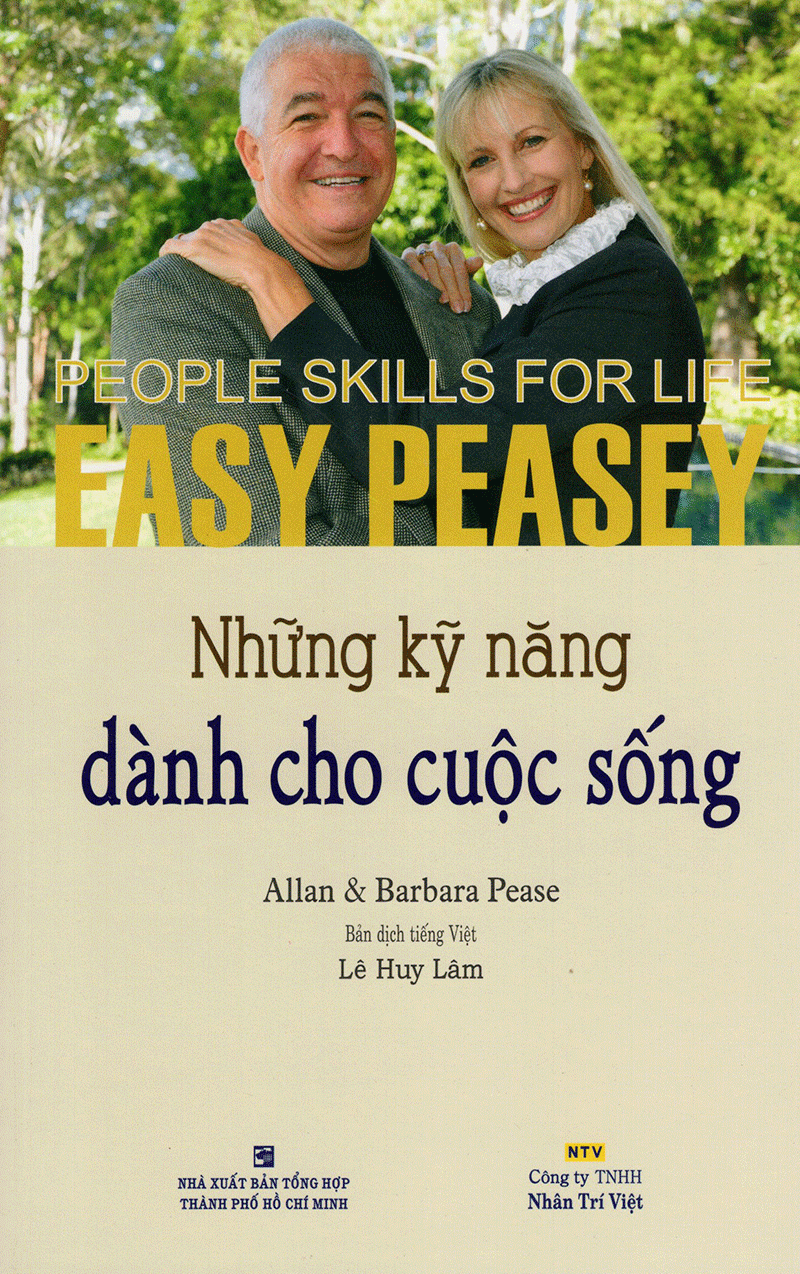 PEOPLE SKILLS FOR LIFE
EASY PEASEY
Những kỹ năng
dành cho cuộc sống
Allan & Barbara Pease
Bản dịch tiếng Việt
Lê Huy Lâm
NHÀ XUẤT BẢN TỔNG HỢP
THÀNH PHỐ HỒ CHÍ MINH
NTV
Công ty TNHH
Nhân Trí Việt